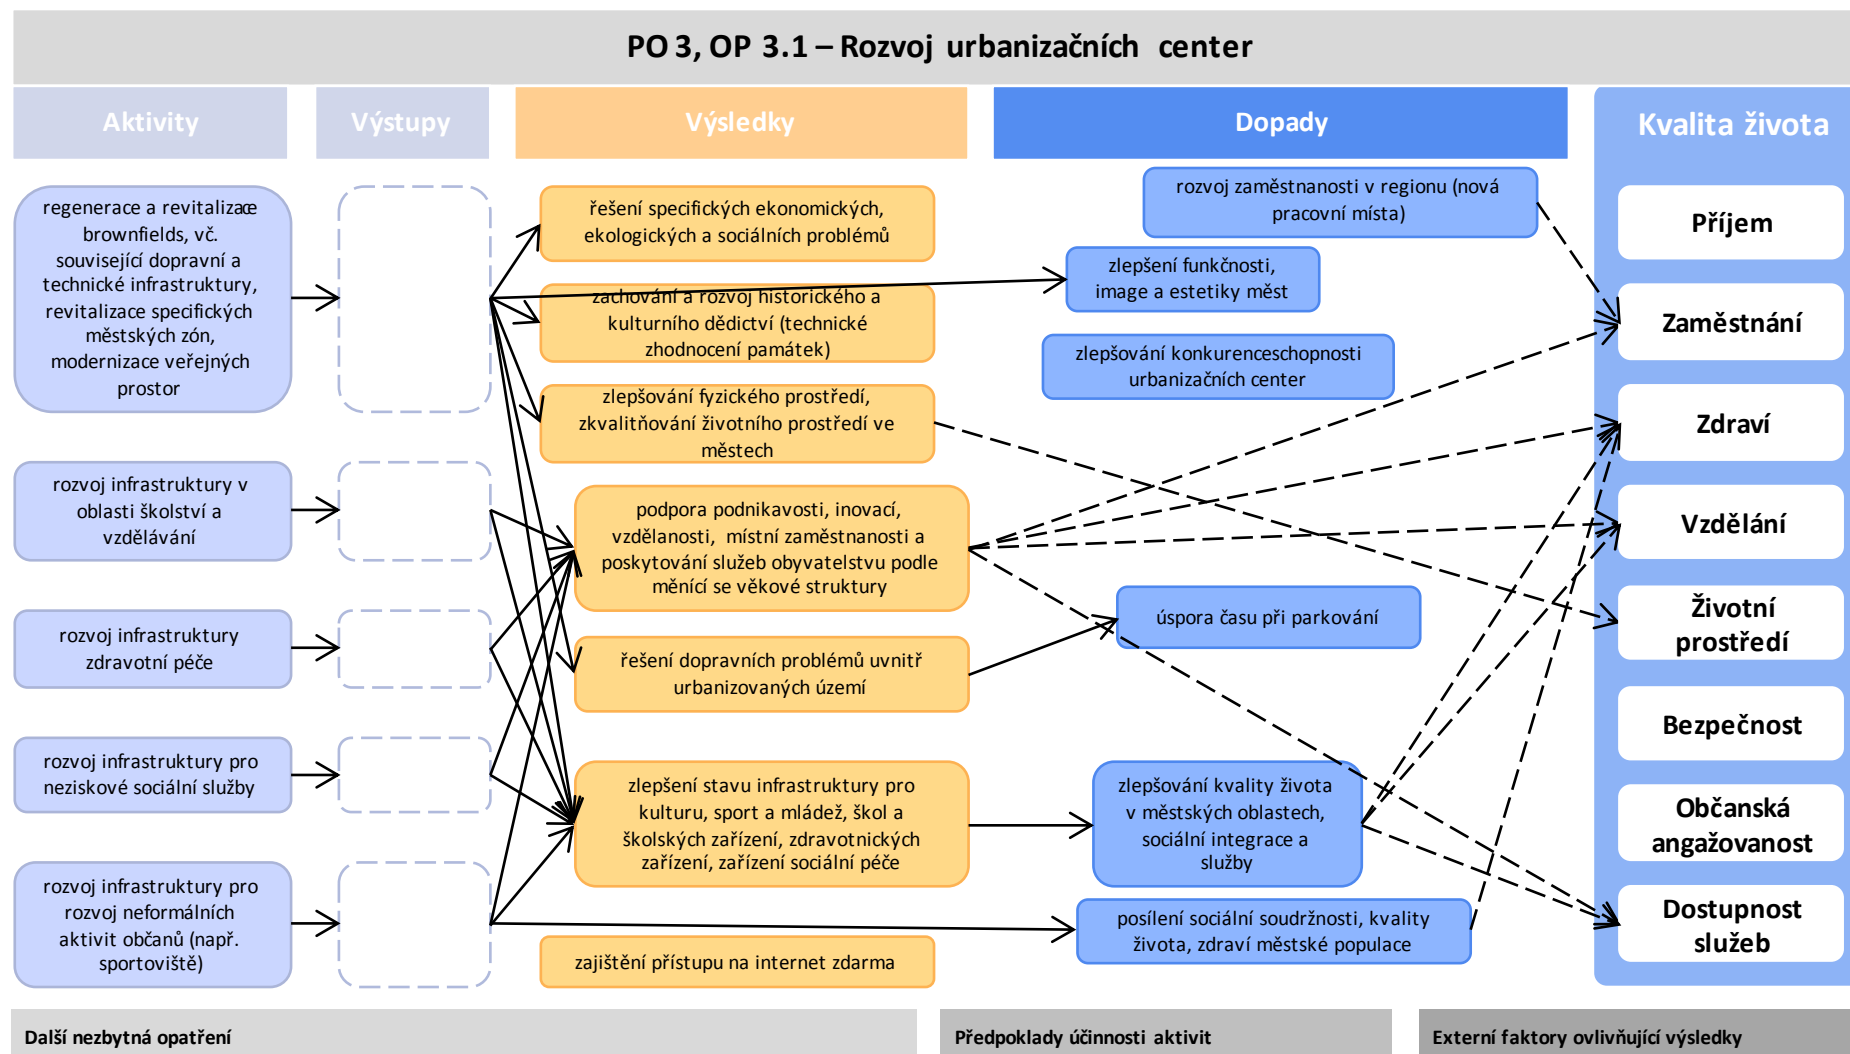 PO 3, OP 3.1 – Rozvoj urbanizačních center
Aktivity
Výstupy
Výsledky
Dopady
Kvalita života
regenerace a revitalizace
brownfields, vč.
související dopravní a
technické infrastruktury,
revitalizace specifických
městských zón,
modernizace veřejných
prostor
rozvoj infrastruktury v
oblasti školství a
vzdělávání
rozvoj infrastruktury
zdravotní péče
rozvoj infrastruktury pro
neziskové sociální služby
rozvoj infrastruktury pro
rozvoj neformálních
aktivit občanů (např.
sportoviště)
řešení specifických ekonomických,
ekologických a sociálních problémů
zachování a rozvoj historického a
kulturního dědictví (technické
zhodnocení památek)
zlepšování fyzického prostředí,
zkvalitňování životního prostředí ve
městech
podpora podnikavosti, inovací,
vzdělanosti, místní zaměstnanosti a
poskytování služeb obyvatelstvu podle
měnící se věkové struktury
řešení dopravních problémů uvnitř
urbanizovaných území
zlepšení stavu infrastruktury pro
kulturu, sport a mládež, škol a
školských zařízení, zdravotnických
zařízení, zařízení sociální péče
zajištění přístupu na internet zdarma
rozvoj zaměstnanosti v regionu (nová
pracovní místa)
zlepšení funkčnosti,
image a estetiky měst
zlepšování konkurenceschopnosti
urbanizačních center
úspora času při parkování
zlepšování kvality života
v městských oblastech,
sociální integrace a
služby
posílení sociální soudržnosti, kvality
života, zdraví městské populace
Příjem
Zaměstnání
Zdraví
Vzdělání
Životní
prostředí
Bezpečnost
Občanská
angažovanost
Dostupnost
služeb
Další nezbytná opatření
Předpoklady účinnosti aktivit
Externí faktory ovlivňující výsledky